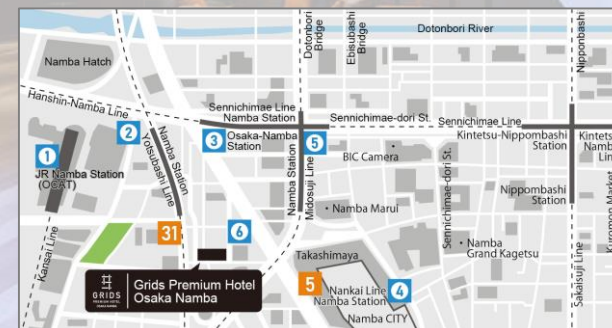 Dotonbori River
Dotonbori
Bridge
Ebisubashi
Bridge
Nipponbashi
Namba Hatch
Hanshin-Namba Line
Sennichimae Line
Namba Station
Sennichimae-dori St.
Sennichimae Line
2
3
Osaka-Namba
Station
5
Kintetsu-Nippombashi
Station
Kintets
Namb
Line
1
JR Namba Station
(OCAT)
Namba Station
Yotsubashi Line
Namba Station
Midosuji Line
BIC Camera
Sennichimae-dori St.
Nippombashi
Station
Namba Marui
Namba
Grand Kagetsu
Kansai Line
31
6
Takashimaya
Sakaisuji Line
Kuromon Market
GRIDS
Grids Premium Hotel
Osaka Namba
5
Nankai Line
Namba Station
4
Namba CITY